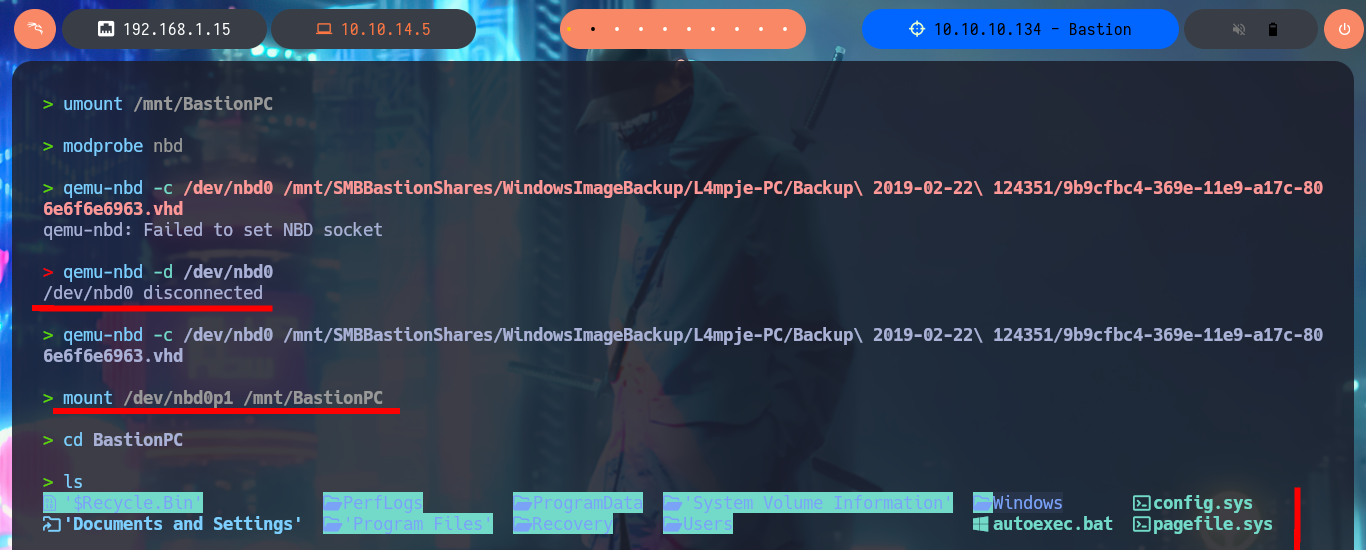 192.168.1.15 10.10.14.5 10.10.10.134 - Bastion
> umount /mnt/BastionPC
> modprobe nbd
> qemu-nbd -c /dev/nbd0 /mnt/SMBBastionShares/WindowsImageBackup/L4mpje-PC/Backup\ 2019-02-22\ 124351/9b9cfbc4-369e-11e9-a17c-80
6e6f6e6963.vhd
qemu-nbd: Failed to set NBD socket
> qemu-nbd -d /dev/nbd0
/dev/nbd0 disconnected
> qemu-nbd -c /dev/nbd0 /mnt/SMBBastionShares/WindowsImageBackup/L4mpje-PC/Backup\ 2019-02-22\ 124351/9b9cfbc4-369e-11e9-a17c-80
6e6f6e6963.vhd
> mount /dev/nbd0p1 /mnt/BastionPC
> cd BastionPC
> ls
'$Recycle.Bin' PerfLogs ProgramData 'System Volume Information' Windows config.sys
'Documents and Settings' 'Program Files' Recovery Users autoexec.bat pagefile.sys